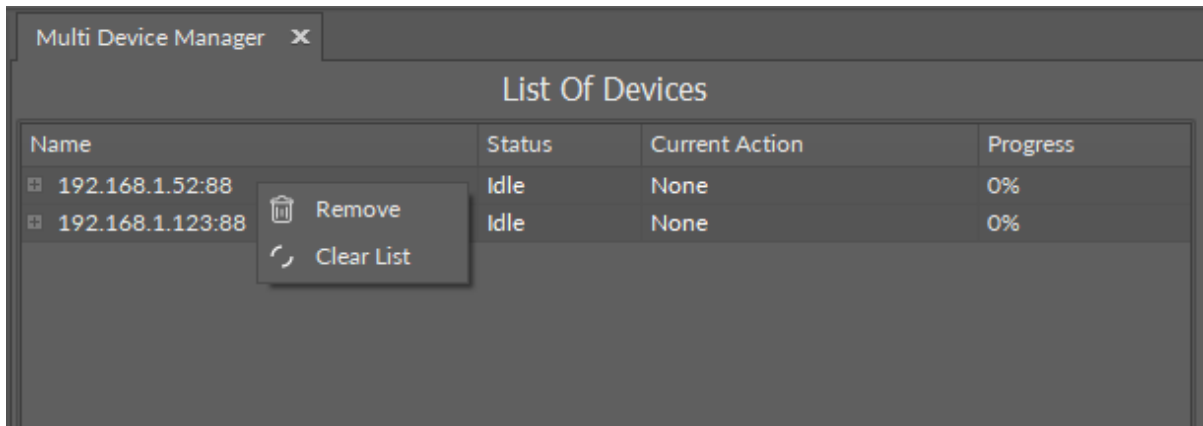 Multi Device Manager
List Of Devices
Name Status Current Action Progress
192.168.1.52:88 Idle None 0%
Remove
192.168.1.123:88 Idle None 0%
Clear List